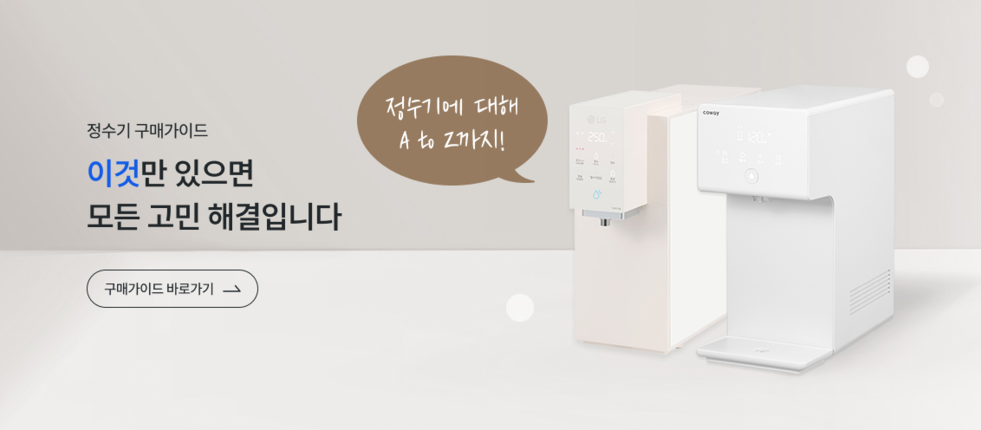 정수기 구매가이드
이것만 있으면
모든 고민 해결입니다
구매가이드 바로가기
정수기에 대해
A to Z까지!
LG
250
coway
120